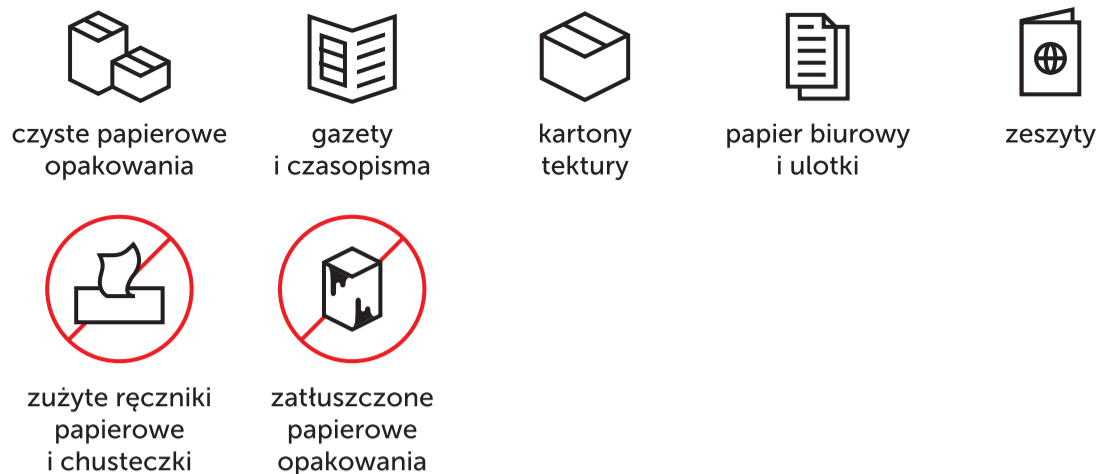 czyste papierowe
opakowania
gazety
i czasopisma
kartony
tektury
papier biurowy
i ulotki
zeszyty
zużyte ręczniki
papierowe
i chusteczki
zatłuszczone
papierowe
opakowania